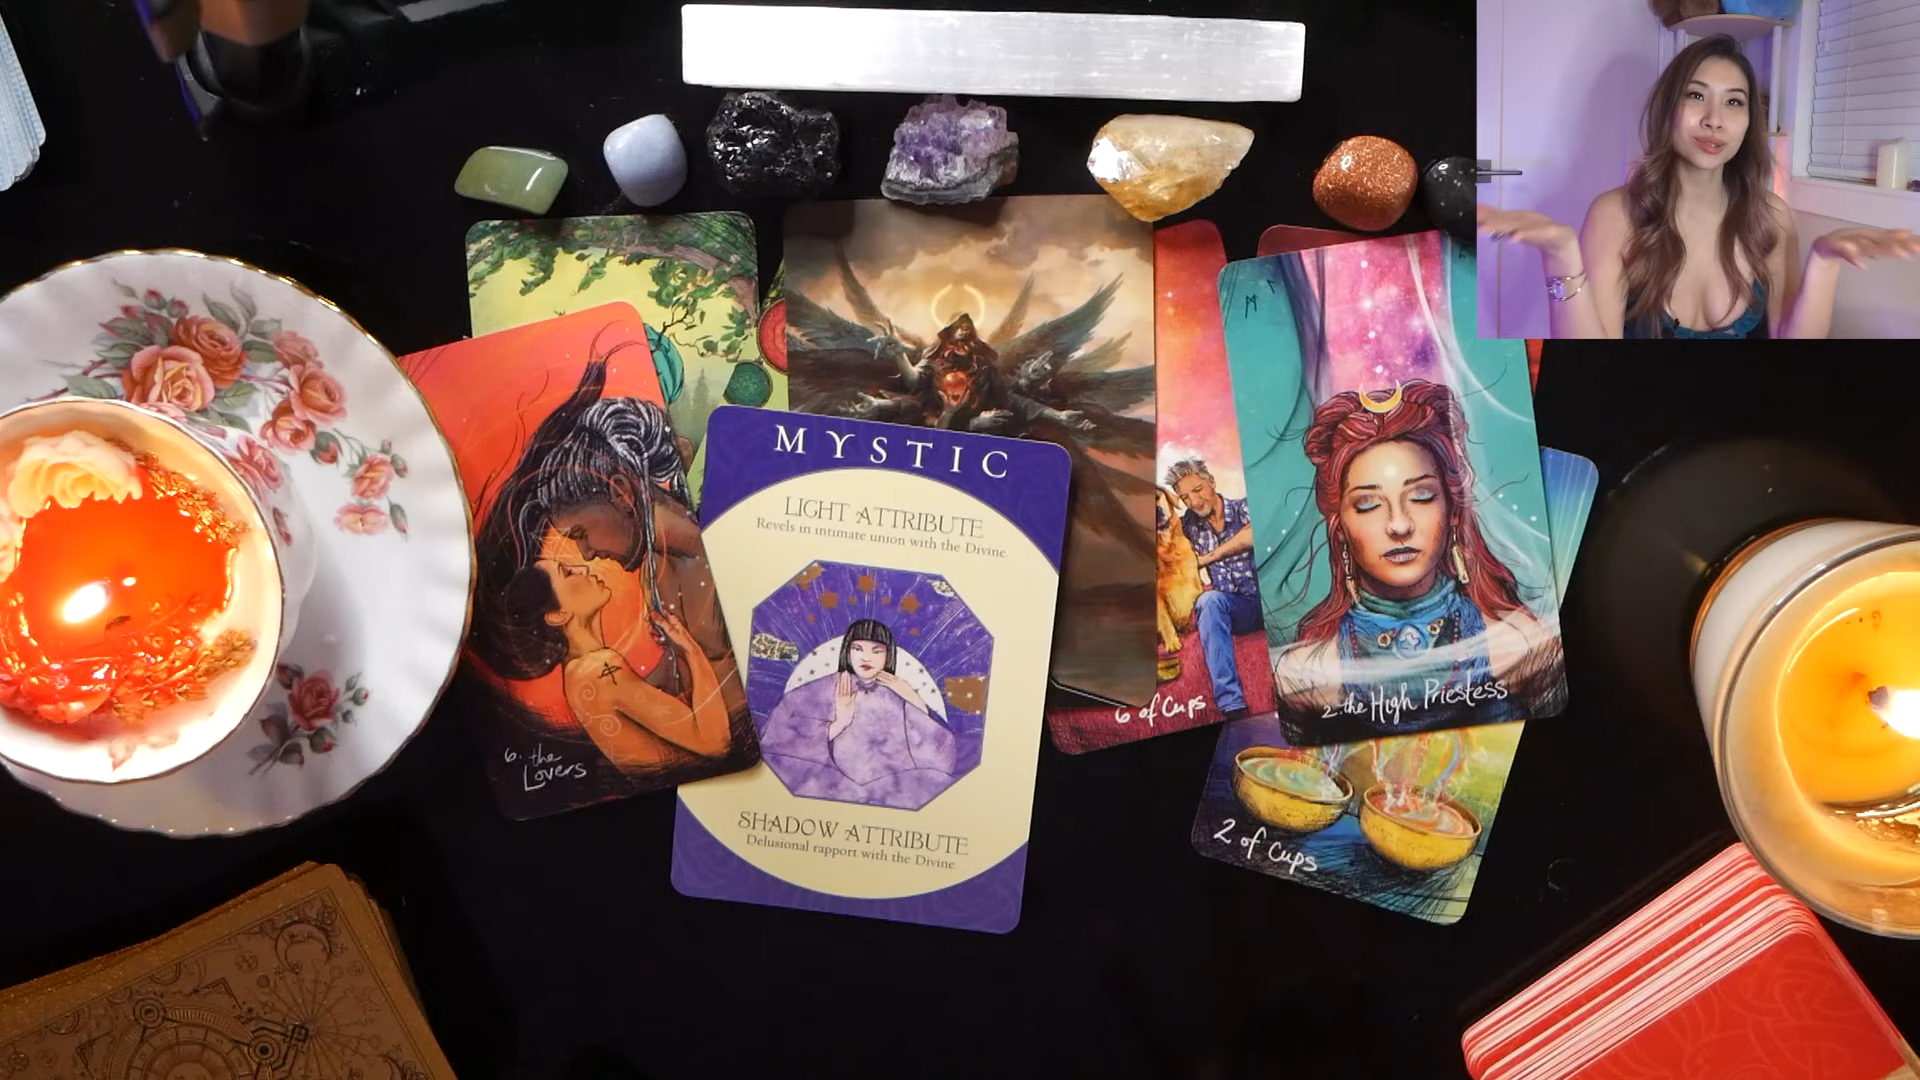 MYSTIC
LIGHT ATTRIBUTE
Revels in intimate union with the Divine
SHADOW ATTRIBUTE
Delusional rapport with the Divine
6. the
Lovers
6 of Cups
2. the High Priestess
2 of Cups